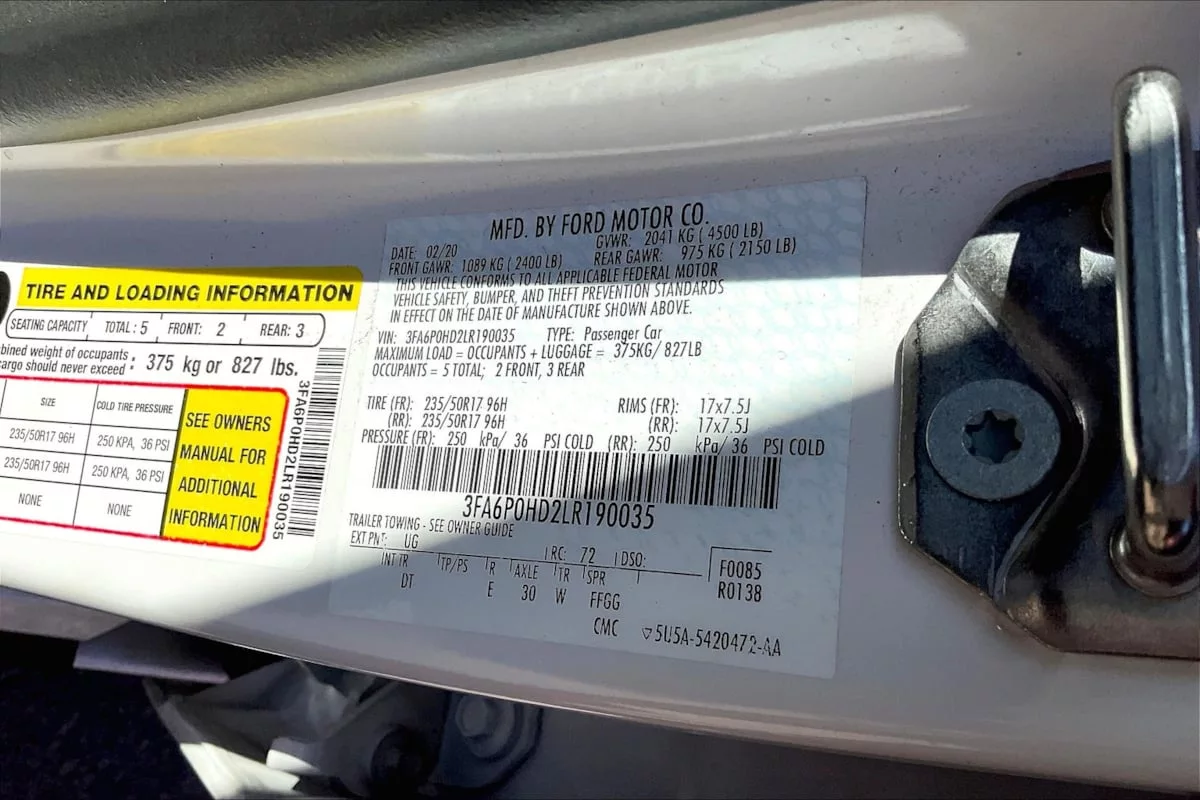 TIRE AND LOADING INFORMATION
SEATING CAPACITY TOTAL : 5 FRONT: 2 REAR: 3
bined weight of occupants
cargo should never exceed : 375 kg or 827 lbs.
SIZE COLD TIRE PRESSURE
235/50R17 96H 250 KPA, 36 PSI
235/50R17 96H 250 KPA, 36 PSI
NONE NONE
SEE OWNERS
MANUAL FOR
ADDITIONAL
INFORMATION
3FA6P0HD2LR190035
MFD. BY FORD MOTOR CO.
DATE: 02/20 GVWR: 2041 KG ( 4500 LB)
FRONT GAWR: 1089 KG ( 2400 LB) REAR GAWR: 975 KG ( 2150 LB)
THIS VEHICLE CONFORMS TO ALL APPLICABLE FEDERAL MOTOR
VEHICLE SAFETY, BUMPER, AND THEFT PREVENTION STANDARDS
IN EFFECT ON THE DATE OF MANUFACTURE SHOWN ABOVE.
VIN: 3FA6P0HD2LR190035 TYPE: Passenger Car
MAXIMUM LOAD = OCCUPANTS + LUGGAGE = 375KG/ 827LB
OCCUPANTS = 5 TOTAL; 2 FRONT, 3 REAR
TIRE (FR): 235/50R17 96H RIMS (FR): 17x7.5J
(RR): 235/50R17 96H (RR): 17x7.5J
PRESSURE (FR): 250 kPa/ 36 PSI COLD (RR): 250 kPa/ 36 PSI COLD
3FA6P0HD2LR190035
TRAILER TOWING - SEE OWNER GUIDE
EXT PNT: UG RC: 72 DSO: F0085
INT TR TP/PS R AXLE TR SPR R0138
DT E 30 W FFGG
CMC ▽5U5A-5420472-AA